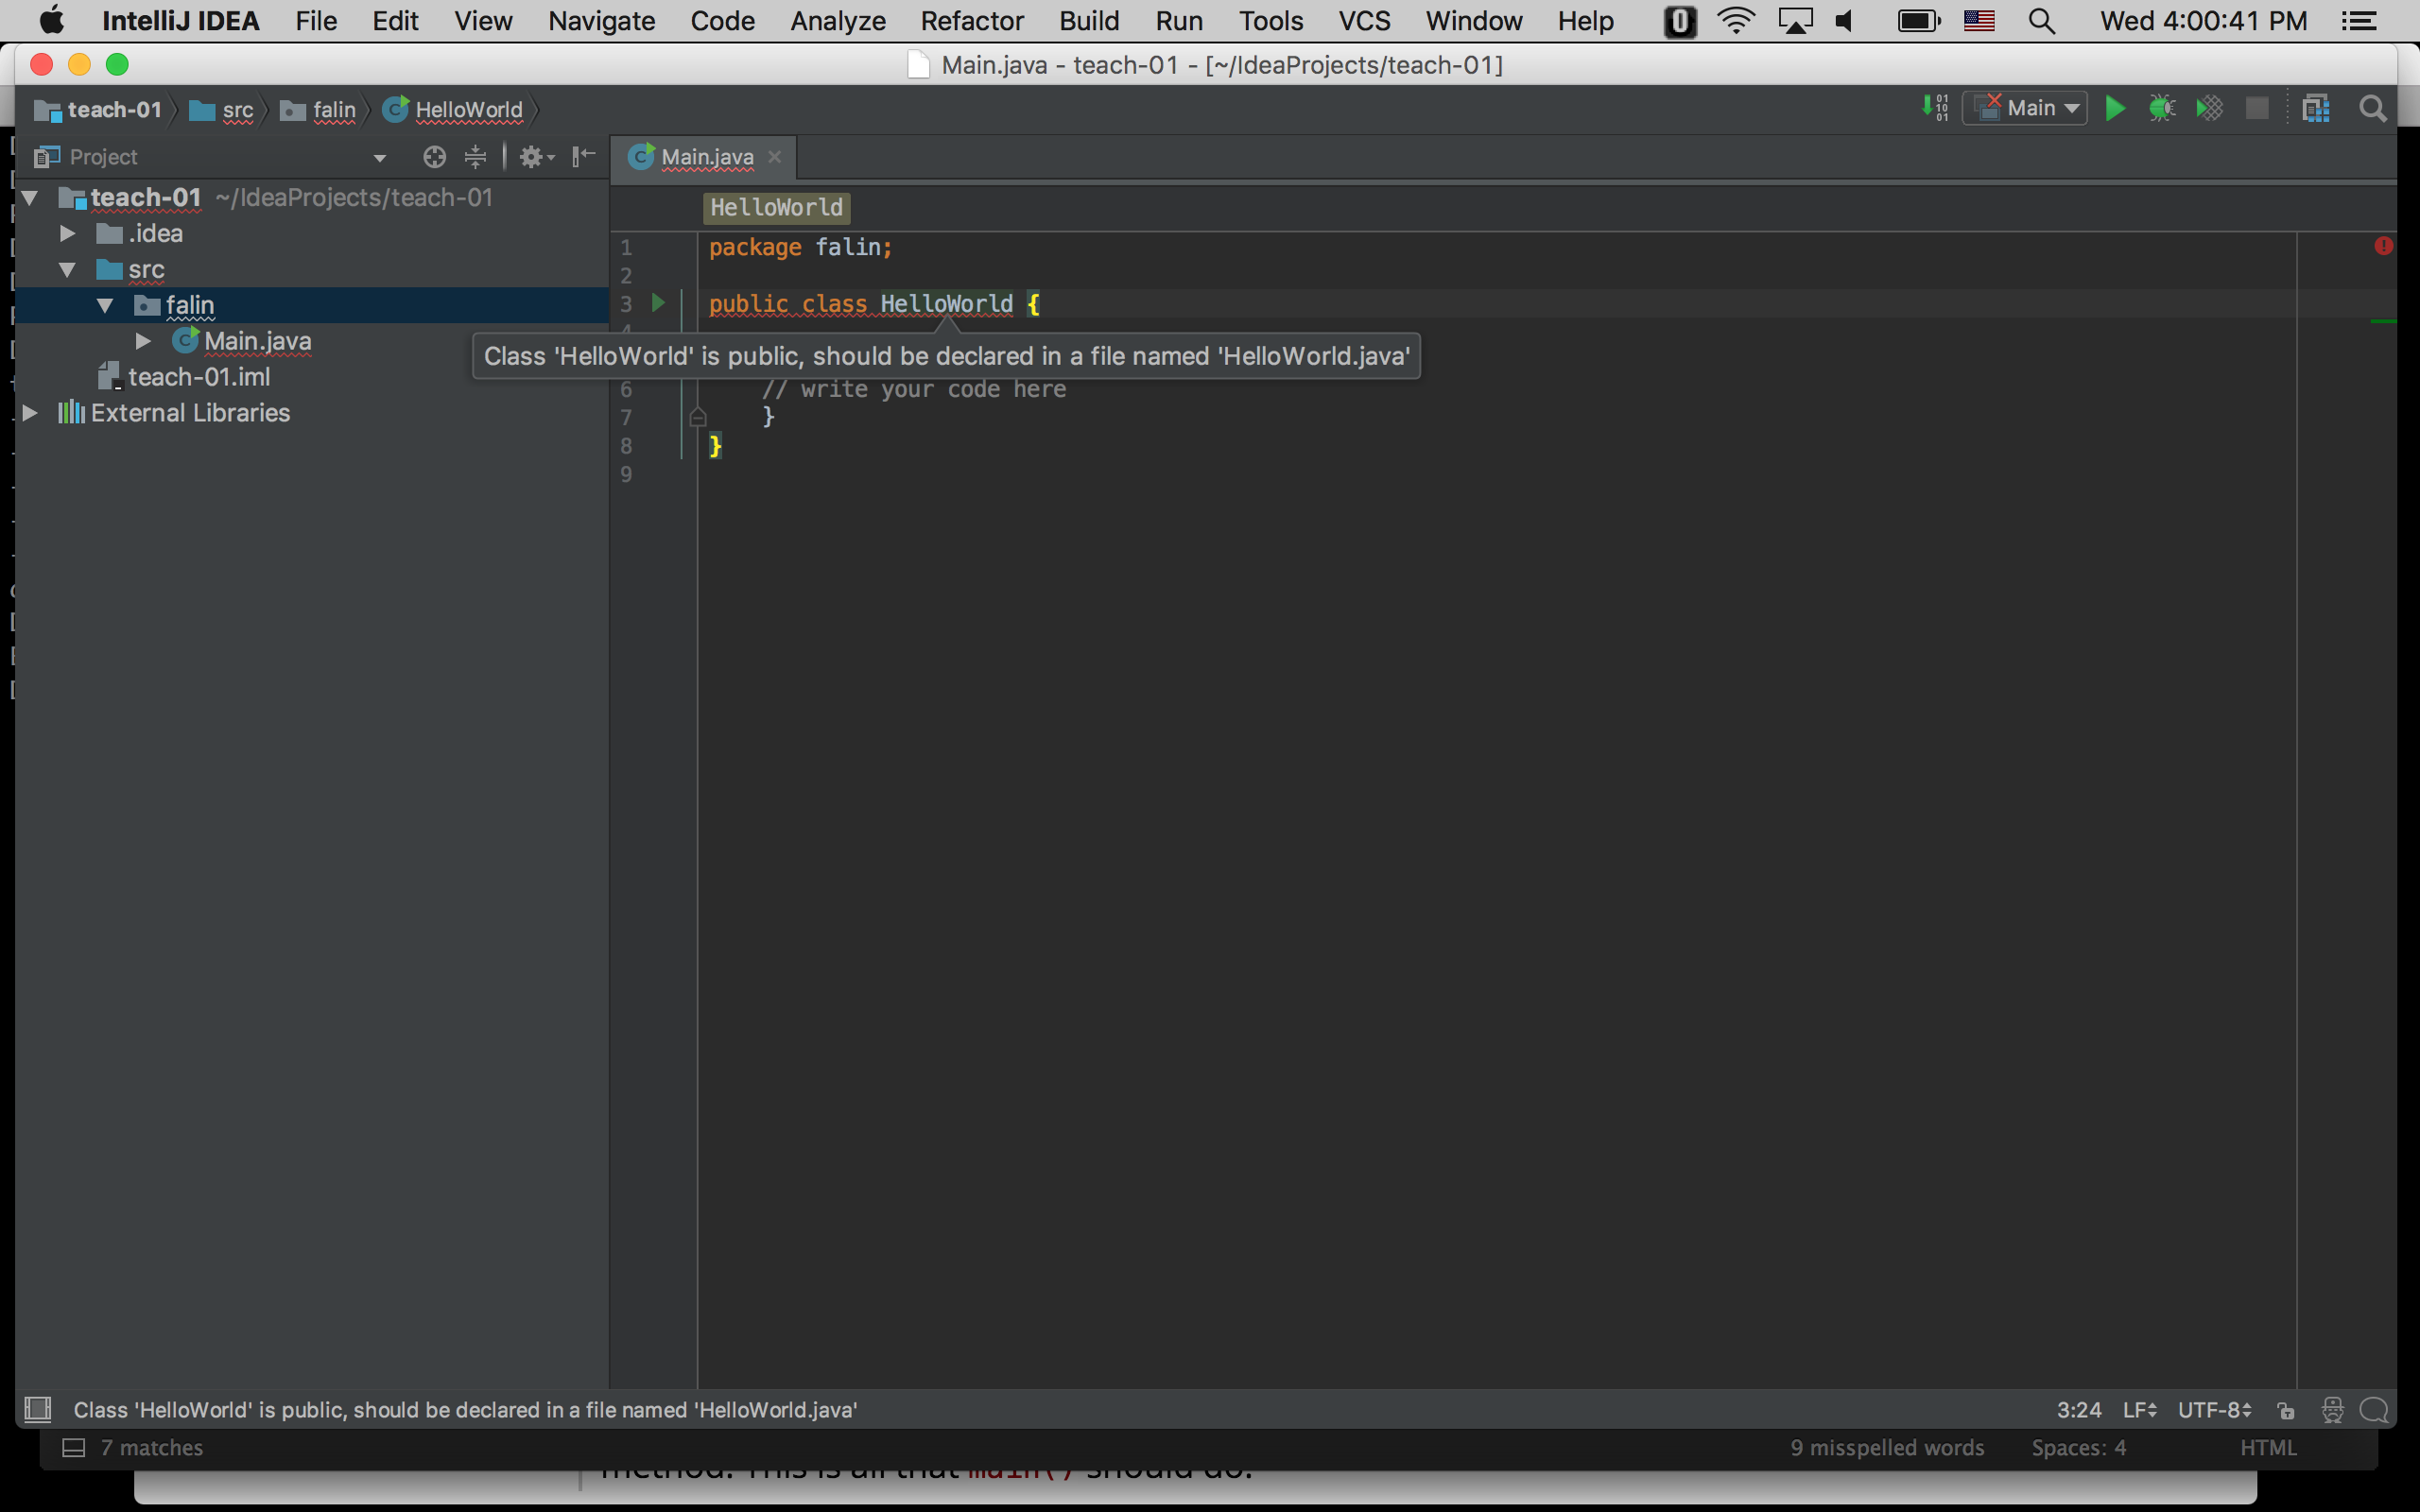 IntelliJ IDEA File Edit View Navigate Code Analyze Refactor Build Run Tools VCS Window Help Wed 4:00:41 PM
Main.java - teach-01 - [~/IdeaProjects/teach-01]
teach-01 src falin HelloWorld Main
Project
Main.java
teach-01 ~/IdeaProjects/teach-01
.idea
src
falin
Main.java
teach-01.iml
External Libraries
HelloWorld
1 package falin;
2
3 public class HelloWorld {
Class 'HelloWorld' is public, should be declared in a file named 'HelloWorld.java'
6 // write your code here
7 }
8 }
9
Class 'HelloWorld' is public, should be declared in a file named 'HelloWorld.java' 3:24 LF UTF-8
7 matches 9 misspelled words Spaces: 4 HTML
method. This is all that main() should do.